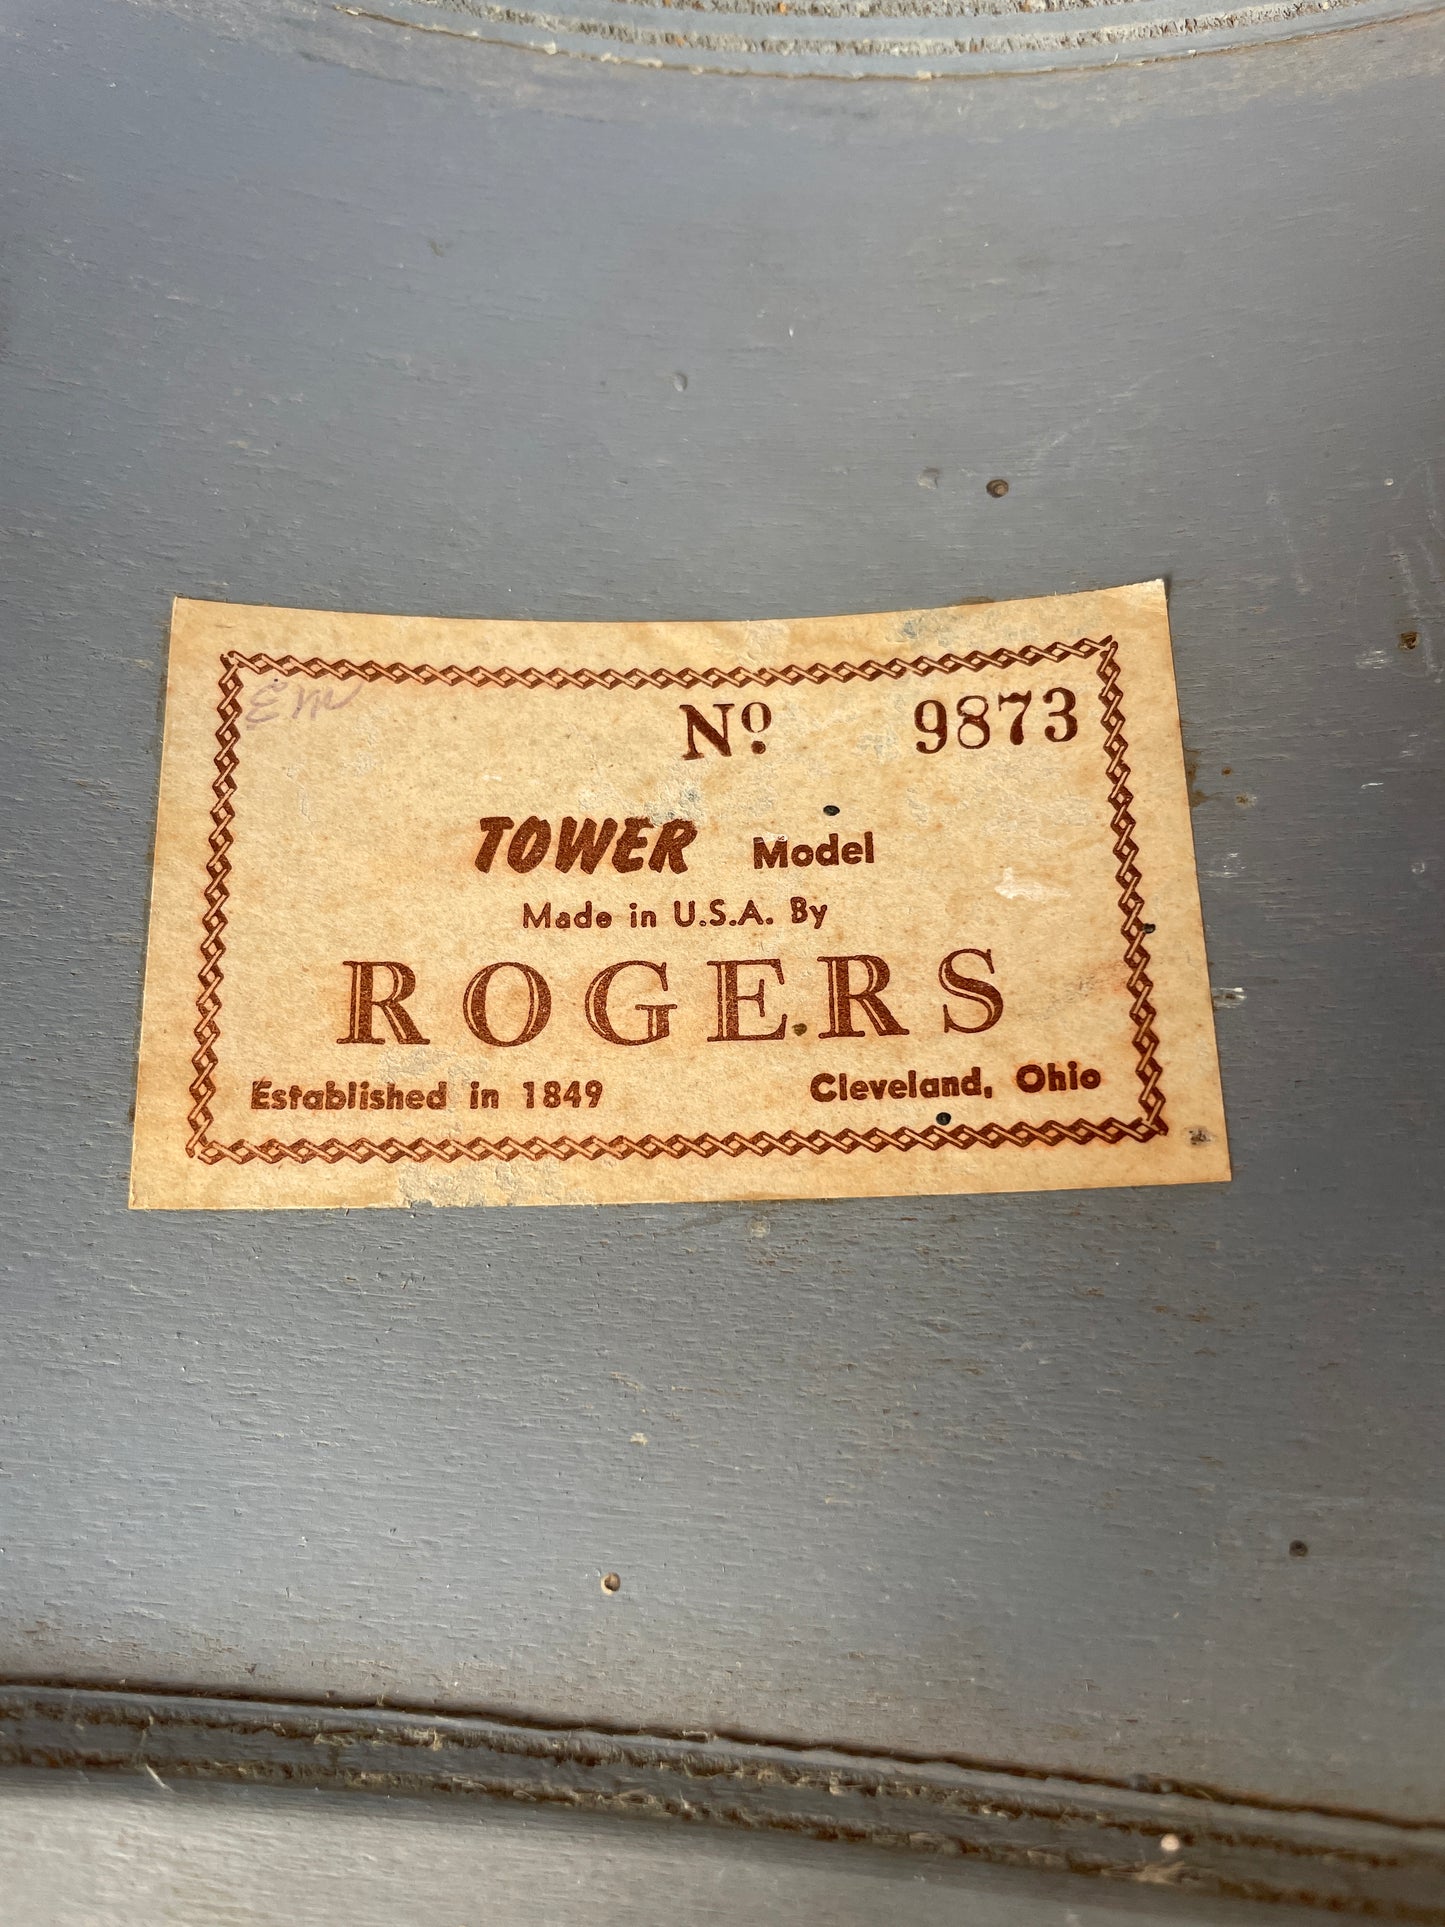 Nº 9873
TOWER Model
Made in U.S.A. By
ROGERS
Established in 1849 Cleveland, Ohio